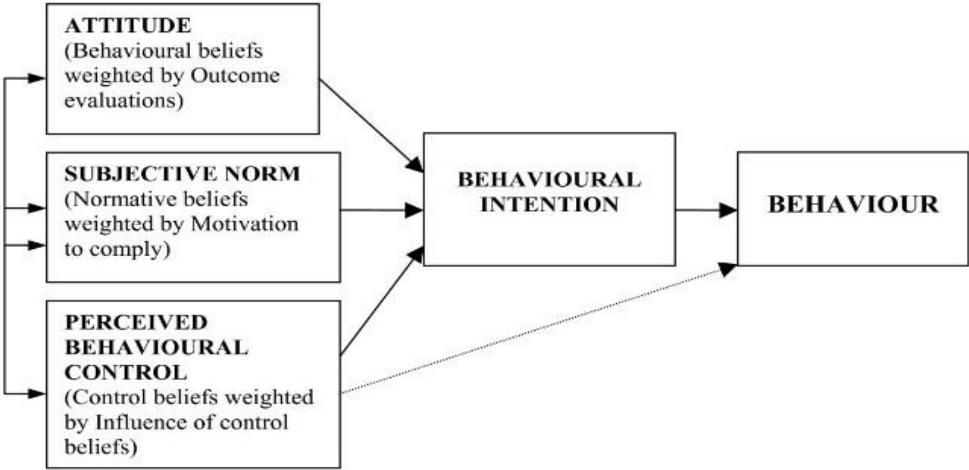 ATTITUDE
(Behavioural beliefs
weighted by Outcome
evaluations)
SUBJECTIVE NORM
(Normative beliefs
weighted by Motivation
to comply)
PERCEIVED
BEHAVIOURAL
CONTROL
(Control beliefs weighted
by Influence of control
beliefs)
BEHAVIOURAL
INTENTION
BEHAVIOUR